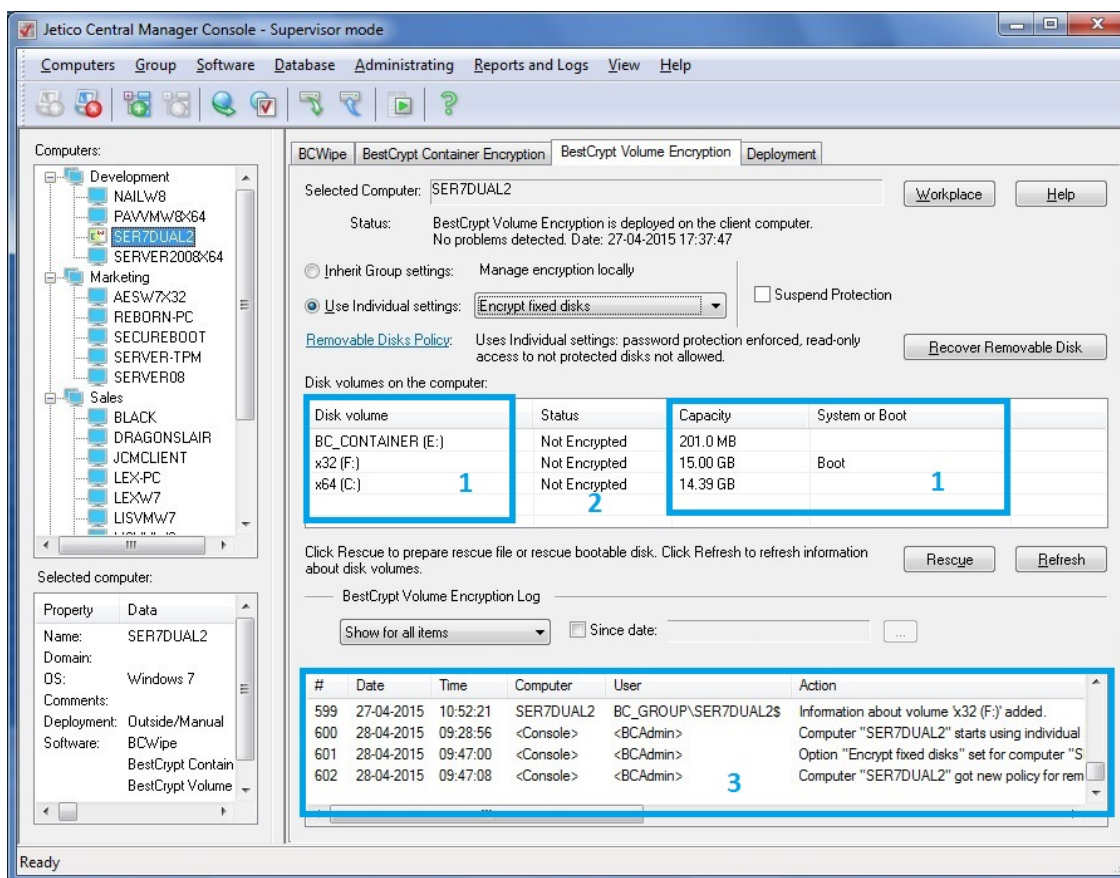 Jetico Central Manager Console - Supervisor mode
Computers Group Software Database Administrating Reports and Logs View Help
Computers:
Development
NAILW8
PAVVMW8X64
SER7DUAL2
SERVER2008X64
Marketing
AESW7X32
REBORN-PC
SECUREBOOT
SERVER-TPM
SERVER08
Sales
BLACK
DRAGONSLAIR
JCMCLIENT
LEX-PC
LEXW7
LISVMW7
Selected computer:
Property Data
Name: SER7DUAL2
Domain:
OS: Windows 7
Comments:
Deployment: Outside/Manual
Software: BCWipe
BestCrypt Contain
BestCrypt Volume
BCWipe BestCrypt Container Encryption BestCrypt Volume Encryption Deployment
Selected Computer: SER7DUAL2 Workplace Help
Status: BestCrypt Volume Encryption is deployed on the client computer.
No problems detected. Date: 27-04-2015 17:37:47
Inherit Group settings: Manage encryption locally
Suspend Protection
Use Individual settings: Encrypt fixed disks
Removable Disks Policy: Uses Individual settings: password protection enforced, read-only
access to not protected disks not allowed.
Recover Removable Disk
Disk volumes on the computer:
Disk volume Status Capacity System or Boot
BC_CONTAINER (E:) Not Encrypted 201.0 MB
x32 (F:) Not Encrypted 15.00 GB Boot
x64 (C:) Not Encrypted 14.39 GB
1 2 1
Click Rescue to prepare rescue file or rescue bootable disk. Click Refresh to refresh information
about disk volumes.
Rescue Refresh
BestCrypt Volume Encryption Log
Show for all items Since date: ...
# Date Time Computer User Action
599 27-04-2015 10:52:21 SER7DUAL2 BC_GROUP\SER7DUAL2$ Information about volume 'x32 (F:)' added.
600 28-04-2015 09:28:56 <Console> <BCAdmin> Computer "SER7DUAL2" starts using individual
601 28-04-2015 09:47:00 <Console> <BCAdmin> Option "Encrypt fixed disks" set for computer "S
602 28-04-2015 09:47:08 <Console> <BCAdmin> Computer "SER7DUAL2" got new policy for rem
3
Ready